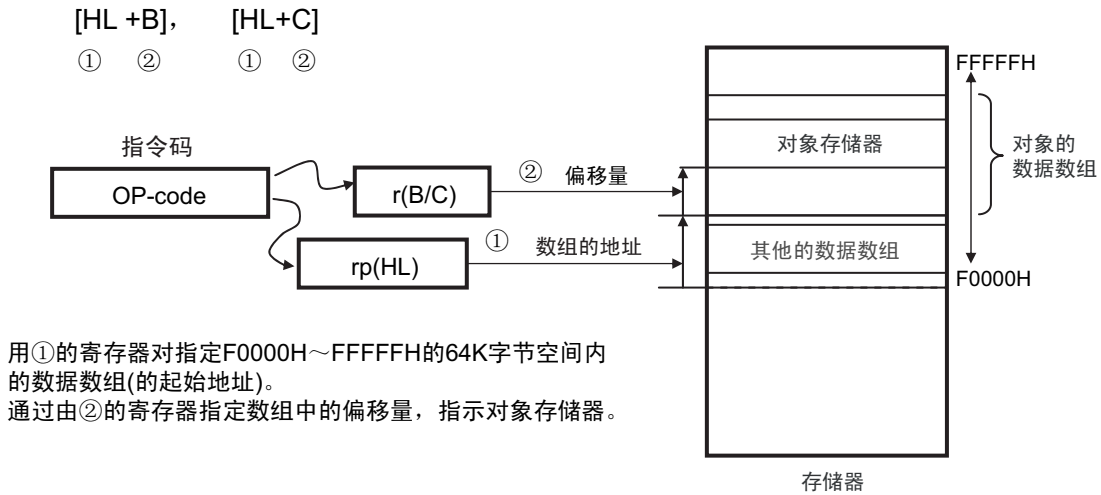 [HL +B],  [HL+C]
① ② ① ②
FFFFFH
对象存储器
对象的
数据数组
指令码
OP-code
r(B/C)
② 偏移量
① 数组的地址
rp(HL)
其他的数据数组
F0000H
用①的寄存器对指定F0000H～FFFFFH的64K字节空间内
的数据数组(的起始地址)。
通过由②的寄存器指定数组中的偏移量，指示对象存储器。
存储器